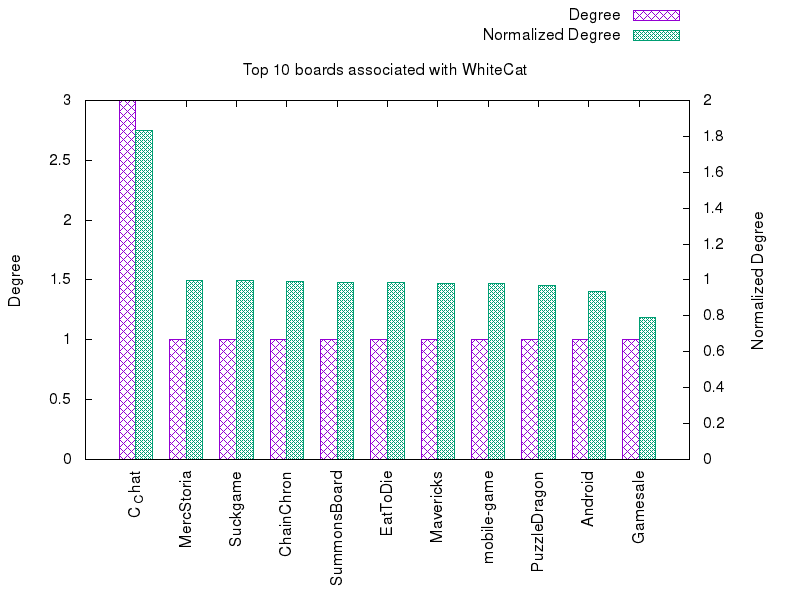 Degree
Normalized Degree
Top 10 boards associated with WhiteCat
3
2.5
2
1.5
1
0.5
0
2
1.8
1.6
1.4
1.2
1
0.8
0.6
0.4
0.2
0
Degree
Normalized Degree
C_Chat
MercStoria
Suckgame
ChainChron
SummonsBoard
EatToDie
Mavericks
mobile-game
PuzzleDragon
Android
Gamesale